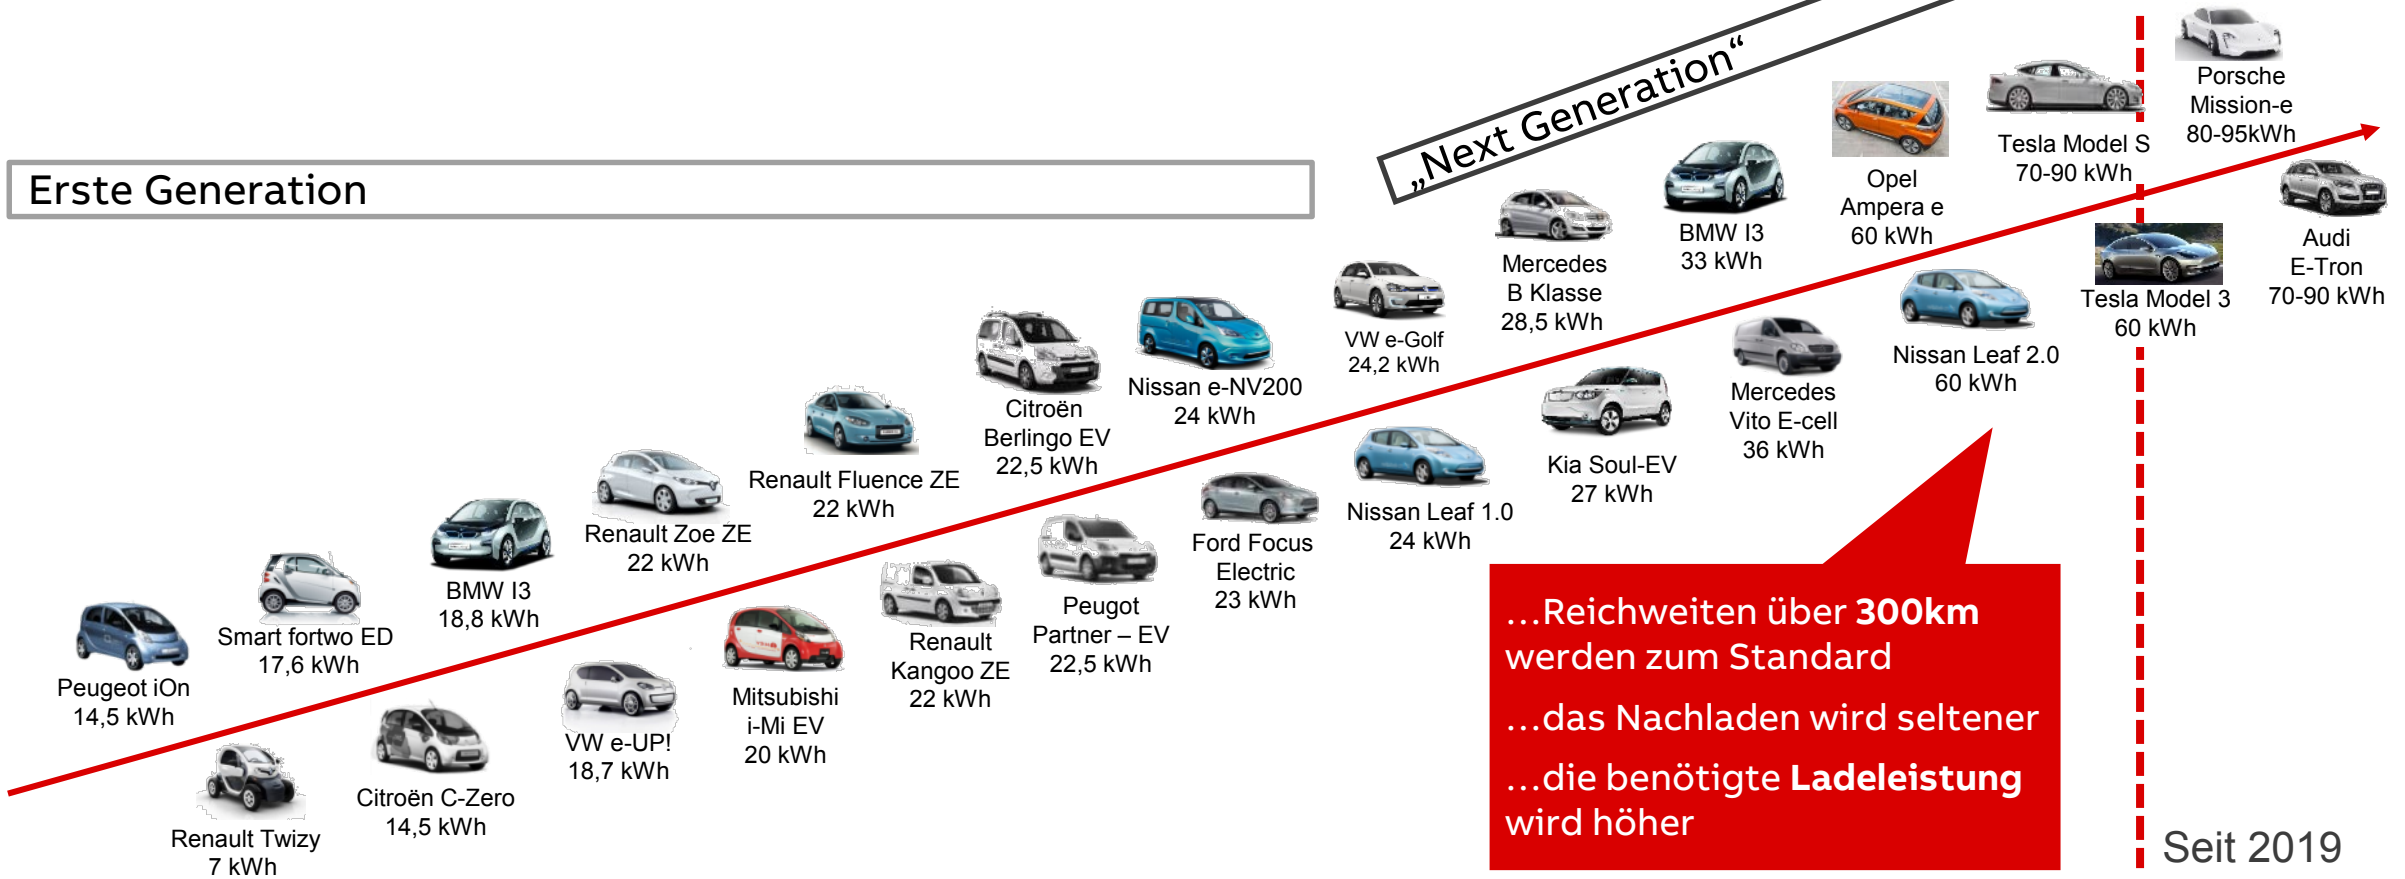 „Next Generation“
Erste Generation
Porsche
Mission-e
80-95kWh
Tesla Model S
70-90 kWh
Opel
Ampera e
60 kWh
BMW I3
33 kWh
Mercedes
B Klasse
28,5 kWh
Audi
E-Tron
70-90 kWh
Tesla Model 3
60 kWh
VW e-Golf
24,2 kWh
Nissan Leaf 2.0
60 kWh
Nissan e-NV200
24 kWh
Mercedes
Vito E-cell
36 kWh
Citroën
Berlingo EV
22,5 kWh
Kia Soul-EV
27 kWh
Renault Fluence ZE
22 kWh
Nissan Leaf 1.0
24 kWh
Renault Zoe ZE
22 kWh
Ford Focus
Electric
23 kWh
BMW I3
18,8 kWh
Peugot
Partner – EV
22,5 kWh
Smart fortwo ED
17,6 kWh
Renault
Kangoo ZE
22 kWh
Peugeot iOn
14,5 kWh
Mitsubishi
i-Mi EV
20 kWh
VW e-UP!
18,7 kWh
Citroën C-Zero
14,5 kWh
Renault Twizy
7 kWh
...Reichweiten über 300km
werden zum Standard
...das Nachladen wird seltener
...die benötigte Ladeleistung
wird höher
Seit 2019